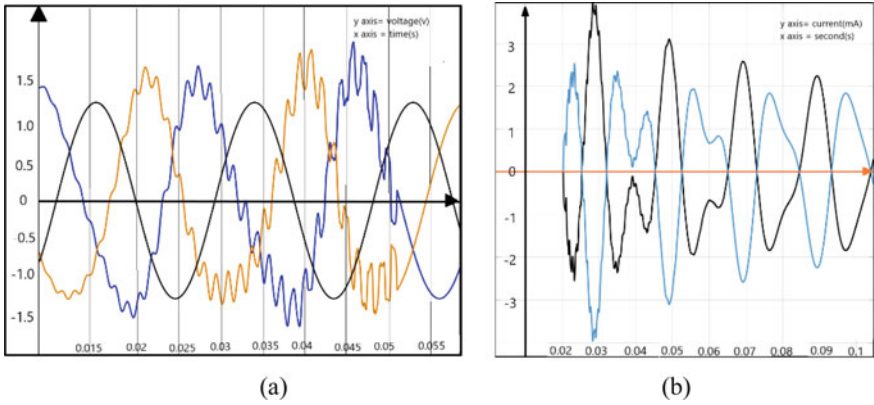 y axis= voltage(v)
x axis = time(s)
1.5
1.0
0.5
0
0.5
-1.0
-1.5
0.015 0.02 0.025 0.03 0.035 0.04 0.045 0.05 0.055
(a)
y axis= current(mA)
x axis = second(s)
3
2
1
0
-1
-2
-3
0.02 0.03 0.04 0.05 0.06 0.07 0.08 0.09 0,1
(b)